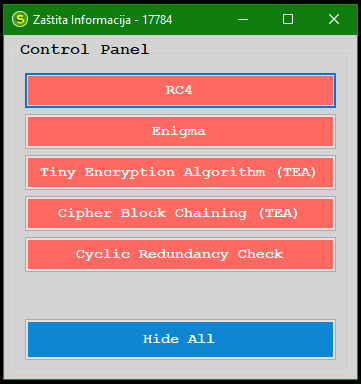 S Zaštita Informacija - 17784
Control Panel
RC4
Enigma
Tiny Encryption Algorithm (TEA)
Cipher Block Chaining (TEA)
Cyclic Redundancy Check
Hide All